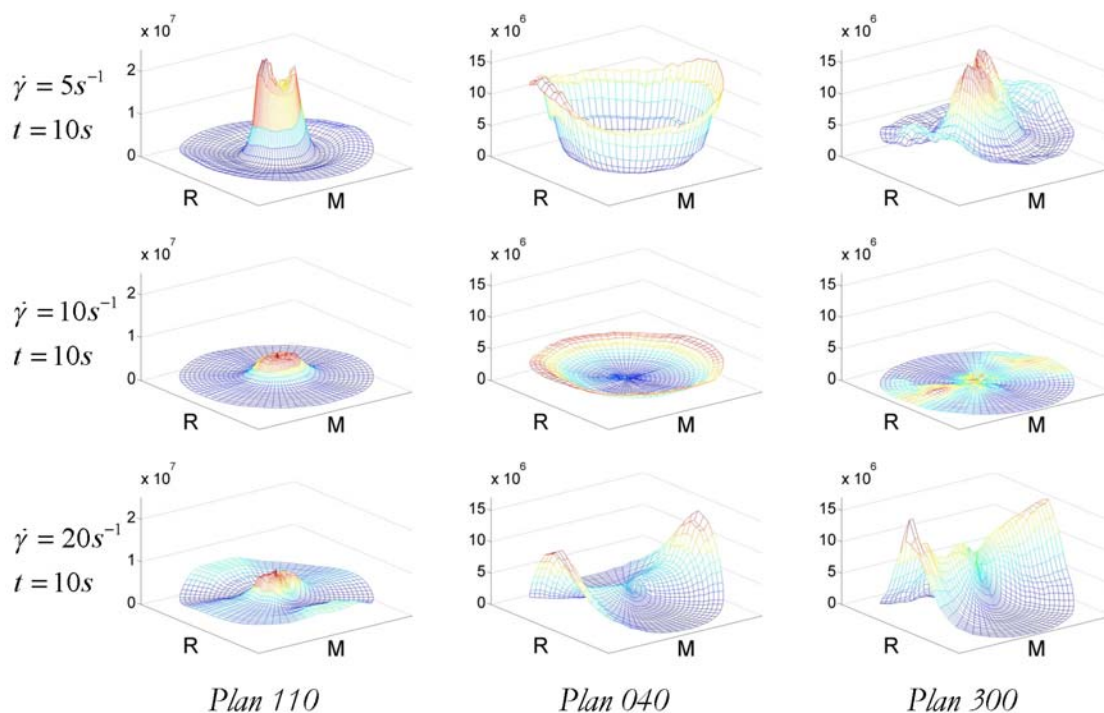 x 10^7
x 10^6
x 10^6
γ̇ = 5s⁻¹
t = 10s
2
1
0
R
M
15
10
5
0
R
M
15
10
5
0
R
M
x 10^7
x 10^6
x 10^6
γ̇ = 10s⁻¹
t = 10s
2
1
0
R
M
15
10
5
0
R
M
15
10
5
0
R
M
x 10^7
x 10^6
x 10^6
γ̇ = 20s⁻¹
t = 10s
2
1
0
R
M
15
10
5
0
R
M
15
10
5
0
R
M
Plan 110
Plan 040
Plan 300